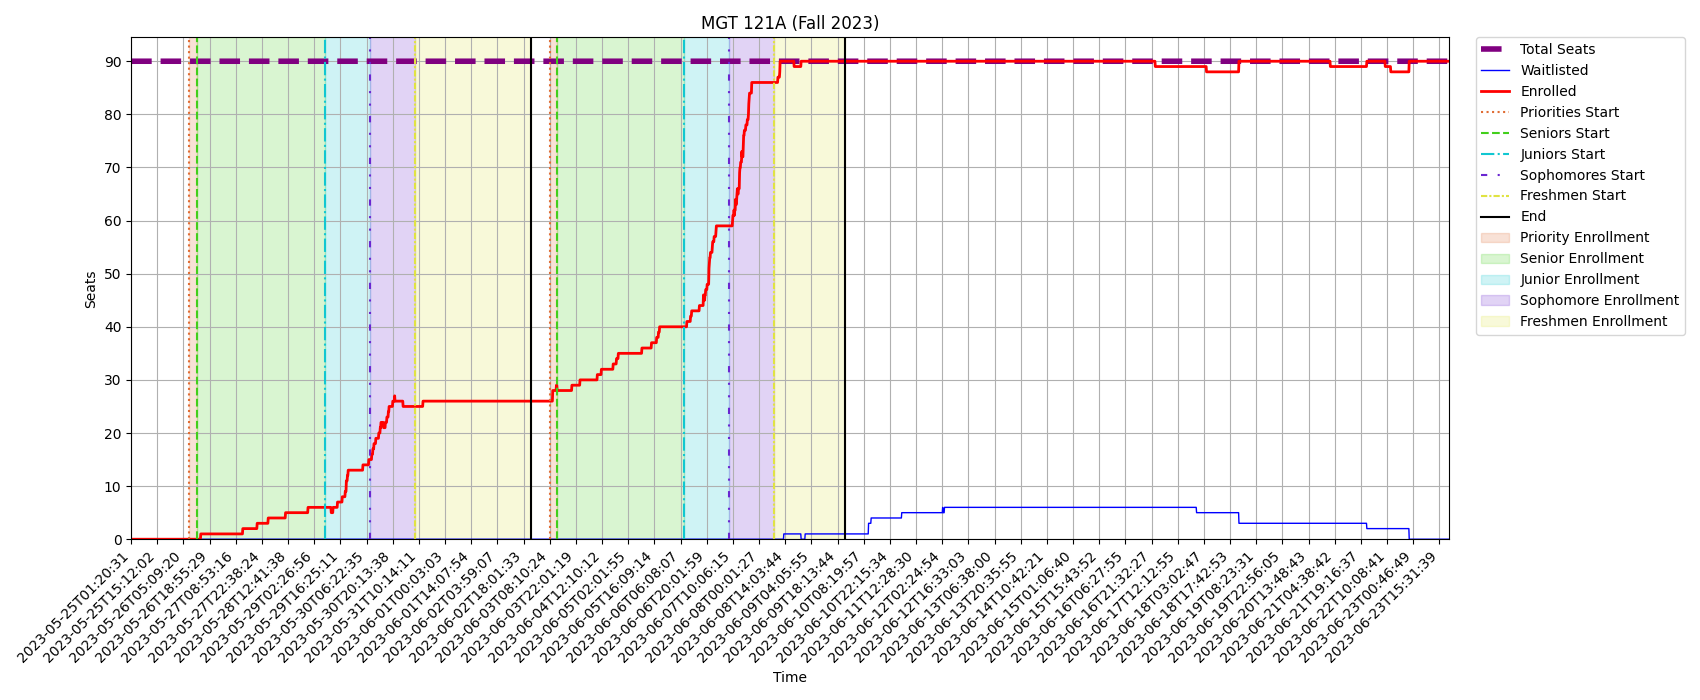 MGT 121A (Fall 2023)
Seats
90
80
70
60
50
40
30
20
10
0
2023-05-25T01:20:31
2023-05-25T15:12:02
2023-05-26T05:09:20
2023-05-26T18:55:29
2023-05-27T08:53:16
2023-05-27T22:38:24
2023-05-28T12:41:38
2023-05-29T02:26:56
2023-05-29T16:25:11
2023-05-30T06:22:35
2023-05-30T20:13:38
2023-05-31T10:14:11
2023-06-01T00:03:03
2023-06-01T14:07:54
2023-06-02T03:59:07
2023-06-02T18:01:33
2023-06-03T08:10:24
2023-06-03T22:01:19
2023-06-04T12:10:12
2023-06-05T02:01:55
2023-06-05T16:09:14
2023-06-06T06:08:07
2023-06-06T20:01:59
2023-06-07T10:06:15
2023-06-08T00:01:27
2023-06-08T14:03:44
2023-06-09T04:05:55
2023-06-09T18:13:44
2023-06-10T08:19:57
2023-06-10T22:15:34
2023-06-11T12:28:30
2023-06-12T02:24:54
2023-06-12T16:33:03
2023-06-13T06:38:00
2023-06-13T20:35:55
2023-06-14T10:42:21
2023-06-15T01:06:40
2023-06-15T15:43:52
2023-06-16T06:27:55
2023-06-16T21:32:27
2023-06-17T12:12:55
2023-06-18T03:02:47
2023-06-18T17:42:53
2023-06-19T08:23:31
2023-06-19T22:56:05
2023-06-20T13:48:43
2023-06-21T04:38:42
2023-06-21T19:16:37
2023-06-22T10:08:41
2023-06-23T00:46:49
2023-06-23T15:31:39
Time
Total Seats
Waitlisted
Enrolled
Priorities Start
Seniors Start
Juniors Start
Sophomores Start
Freshmen Start
End
Priority Enrollment
Senior Enrollment
Junior Enrollment
Sophomore Enrollment
Freshmen Enrollment